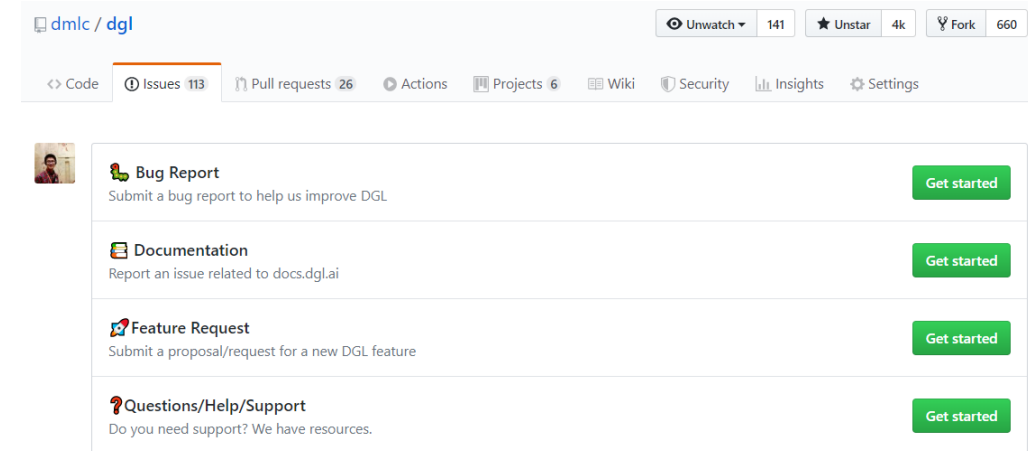 dmlc / dgl
Unwatch 141 Unstar 4k Fork 660
Code Issues 113 Pull requests 26 Actions Projects 6 Wiki Security Insights Settings
Bug Report
Submit a bug report to help us improve DGL
Get started
Documentation
Report an issue related to docs.dgl.ai
Get started
Feature Request
Submit a proposal/request for a new DGL feature
Get started
❓Questions/Help/Support
Do you need support? We have resources.
Get started